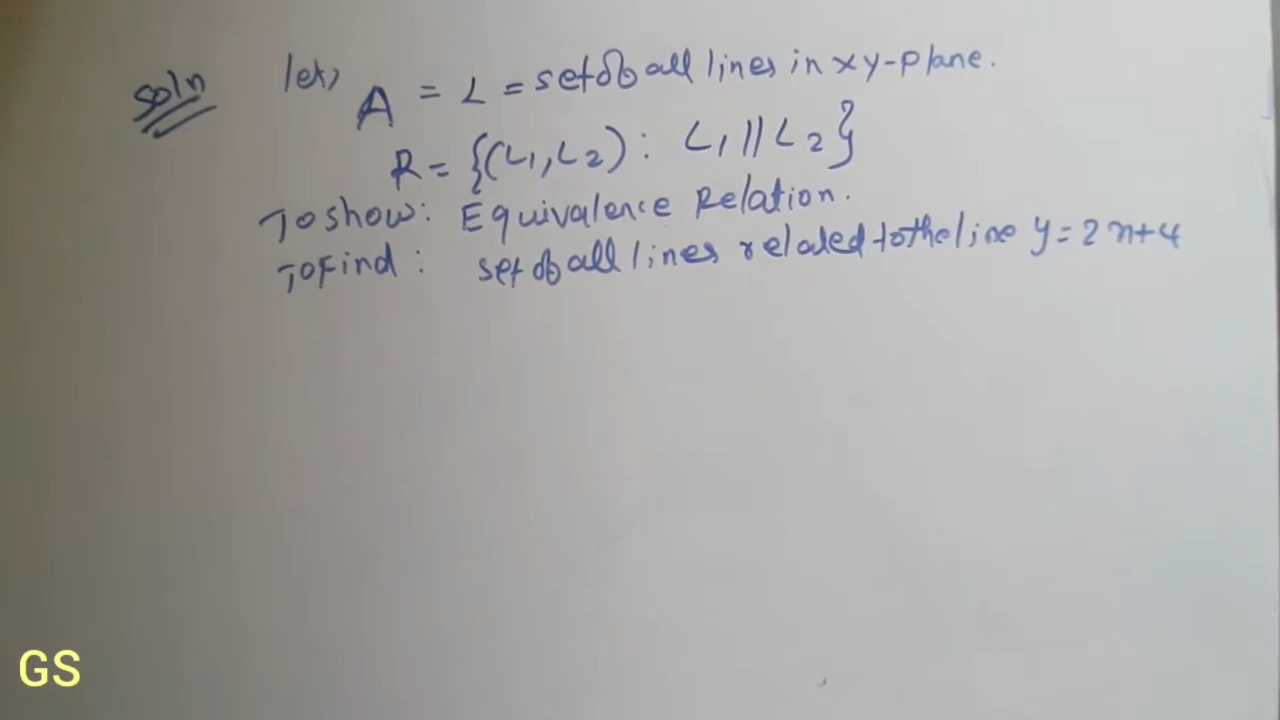 Soln let, A = L = set of all lines in xy-plane.
R = {(L₁, L₂) : L₁ || L₂}
To show: Equivalence Relation.
To Find : set of all lines related to the line y = 2x+4
GS